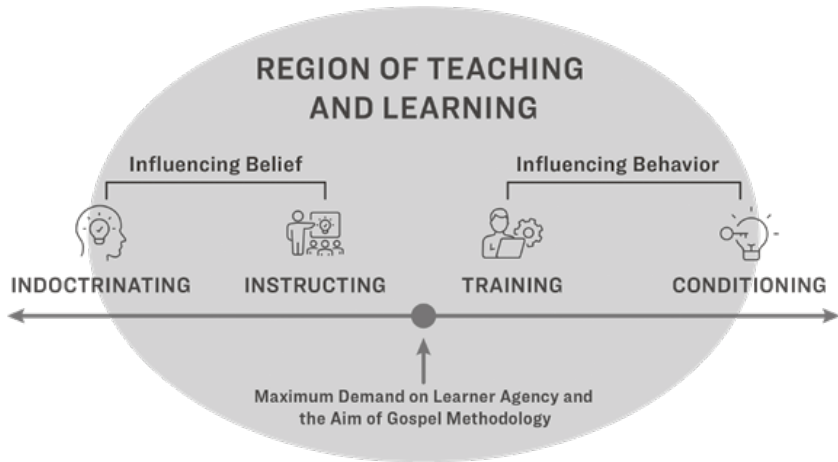 REGION OF TEACHING
AND LEARNING
Influencing Belief
Influencing Behavior
INDOCTRINATING
INSTRUCTING
TRAINING
CONDITIONING
Maximum Demand on Learner Agency and
the Aim of Gospel Methodology